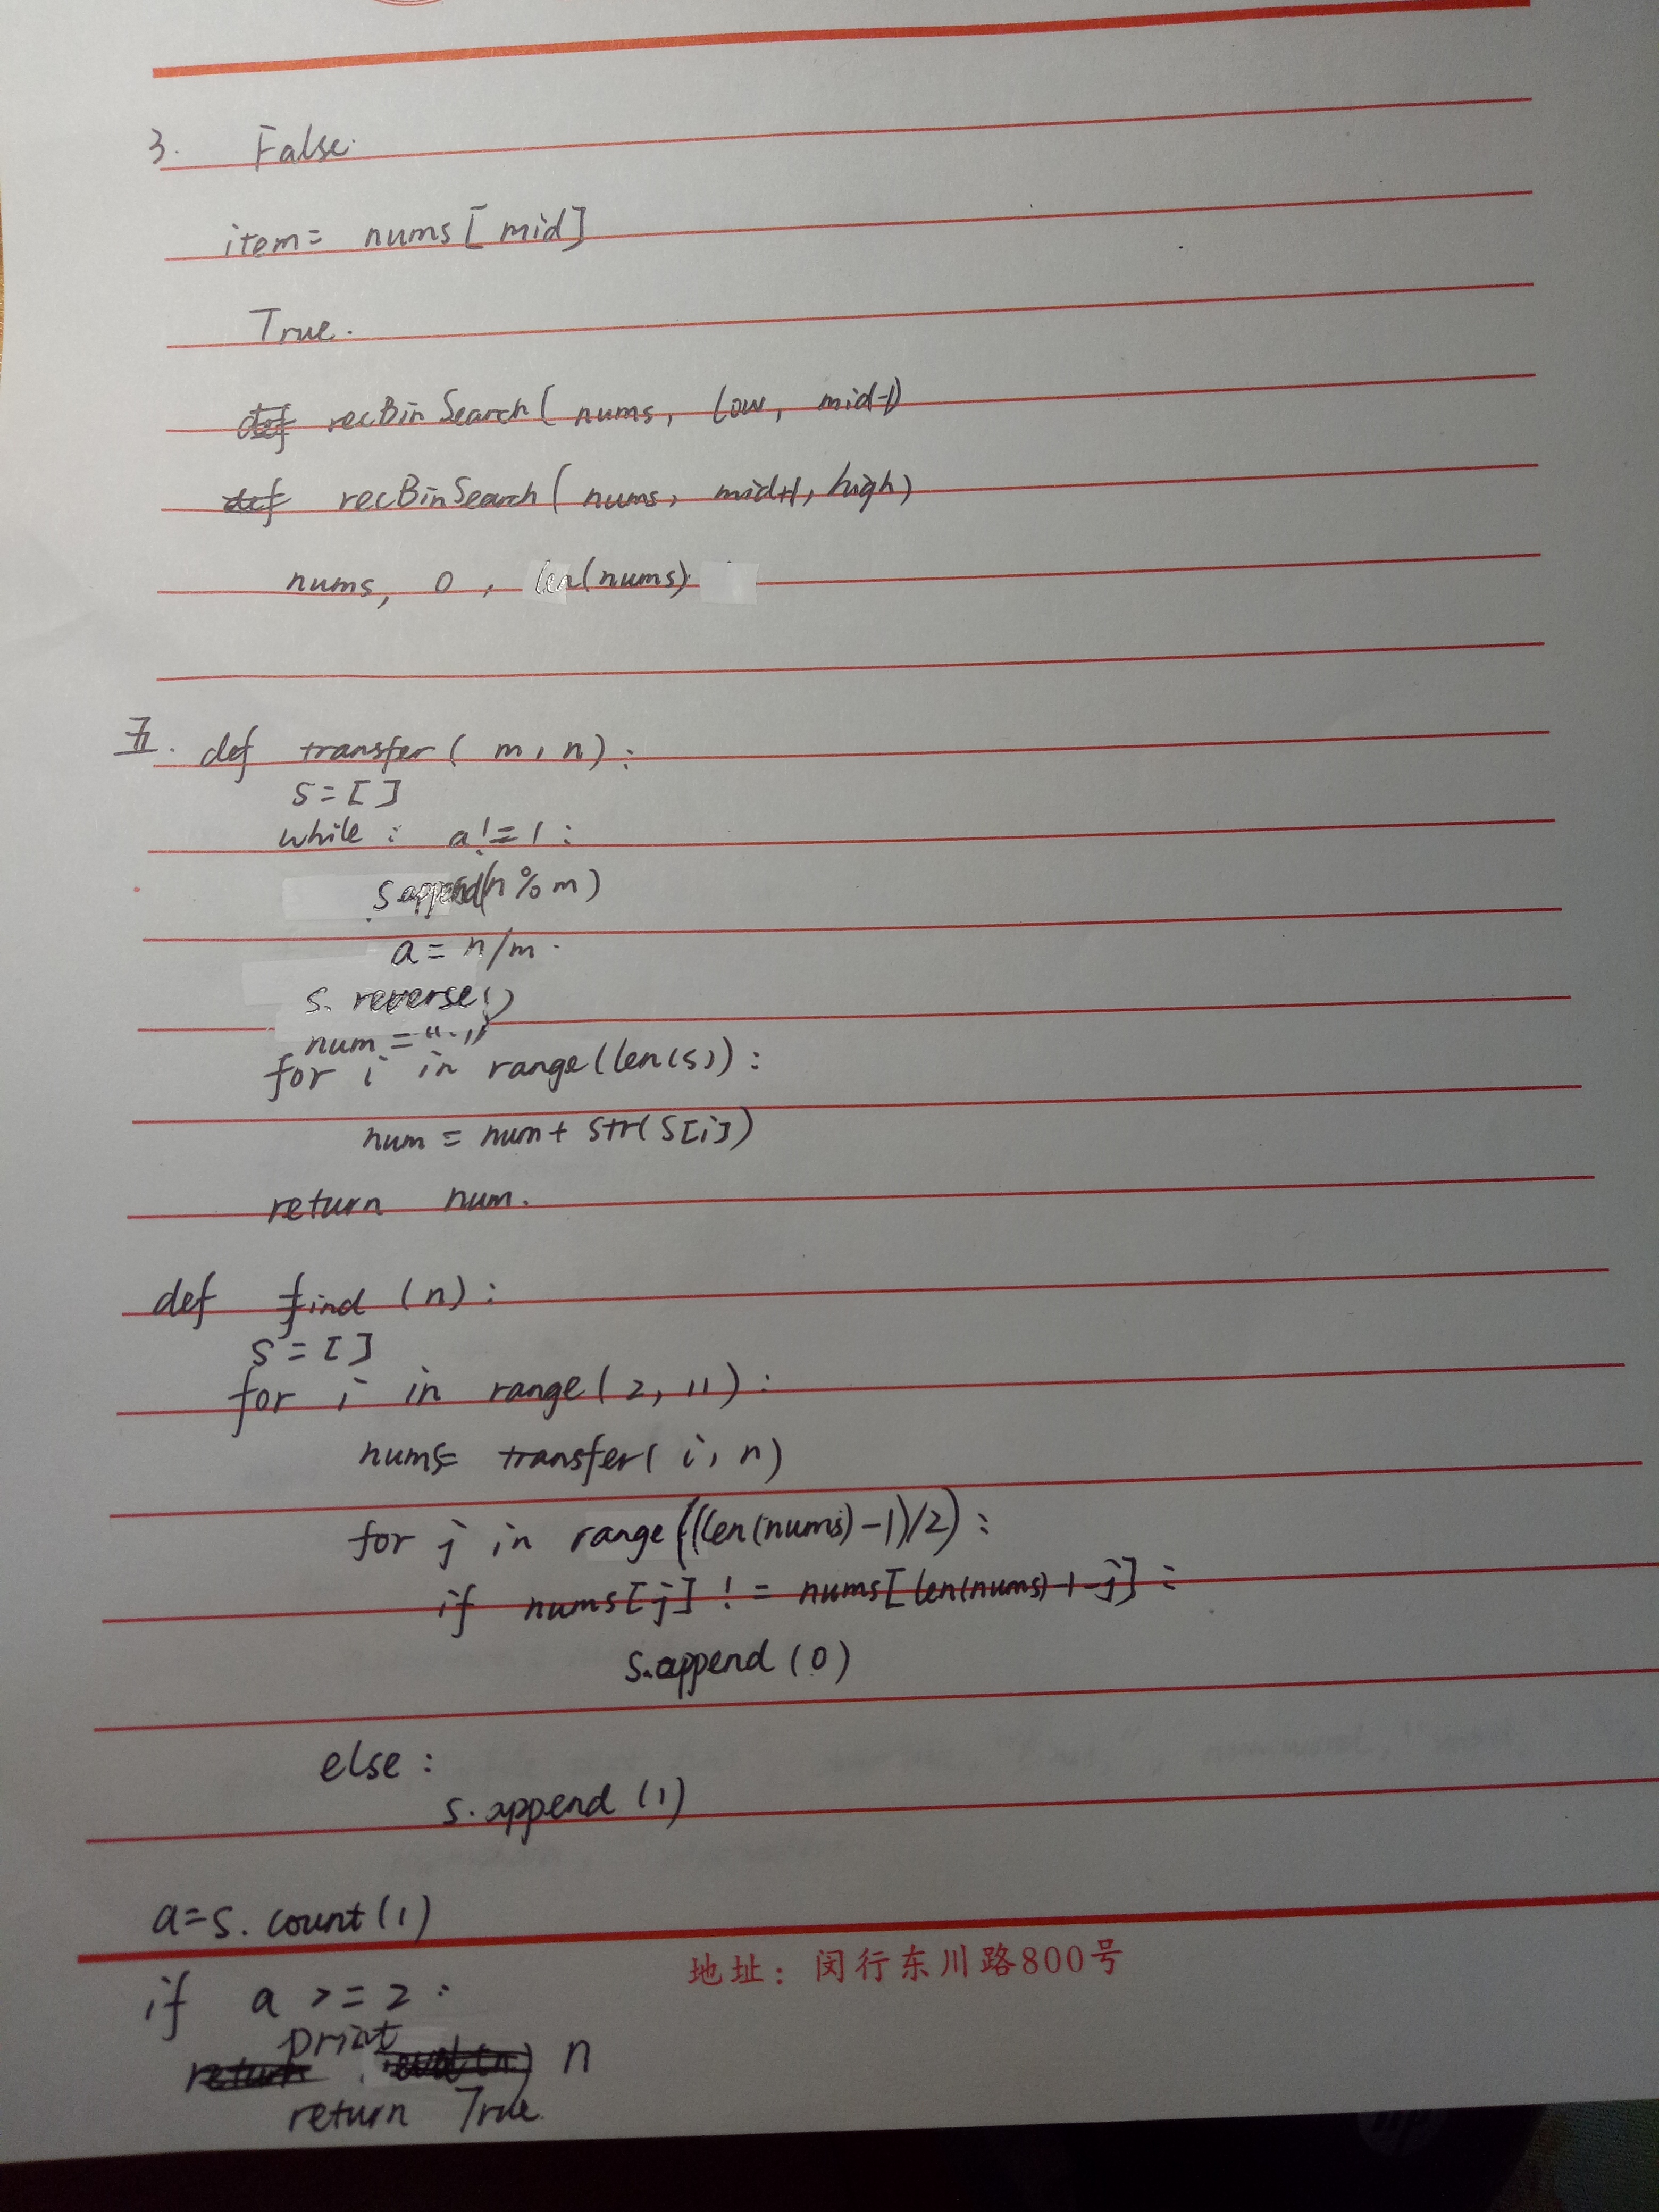 3. False.
item= nums[mid]
True.
recBinSearch(nums, low, mid-1)
recBinSearch(nums, mid+1, high)
nums, 0, len(nums)
五. def transfer(m, n):
s=[]
while: a!=1:
s.append(n%m)
a=n/m.
s.reverse()
num=""
for i in range(len(s)):
num = num+ str(s[i])
return num.
def find(n):
s=[]
for i in range(2, 11):
nums= transfer(i, n)
for j in range((len(nums)-1)/2):
if nums[j] != nums[len(nums)-1-j]:
s.append(0)
else:
s.append(1)
a=s.count(1)
地址：闵行东川路800号
if a>=2:
print n
return True.
hp